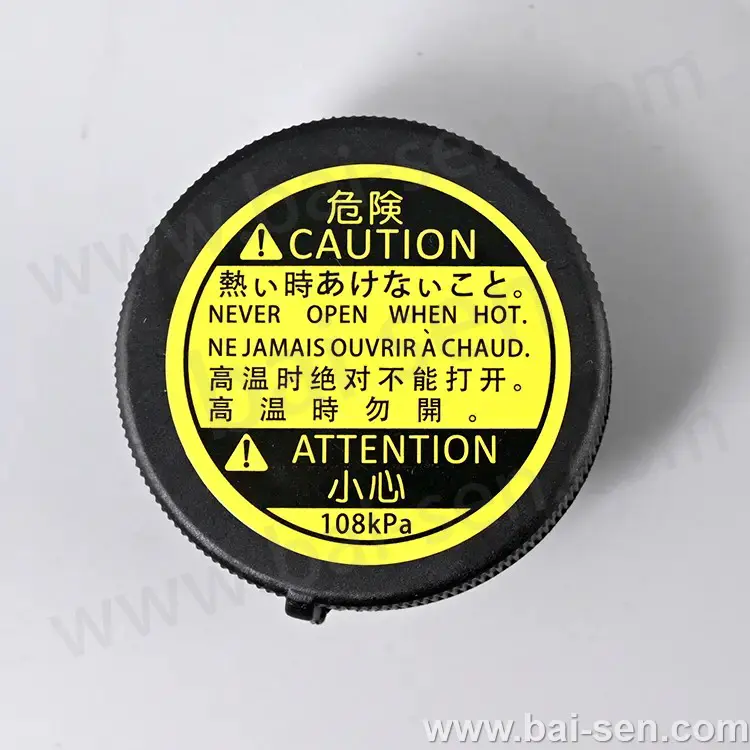 危険
⚠CAUTION
熱ぃ時あけなぃこと。
NEVER OPEN WHEN HOT.
NE JAMAIS OUVRIR À CHAUD.
高温时绝对不能打开。
高温時勿開。
⚠ ATTENTION
小心
108kPa
www.bai-sen.com